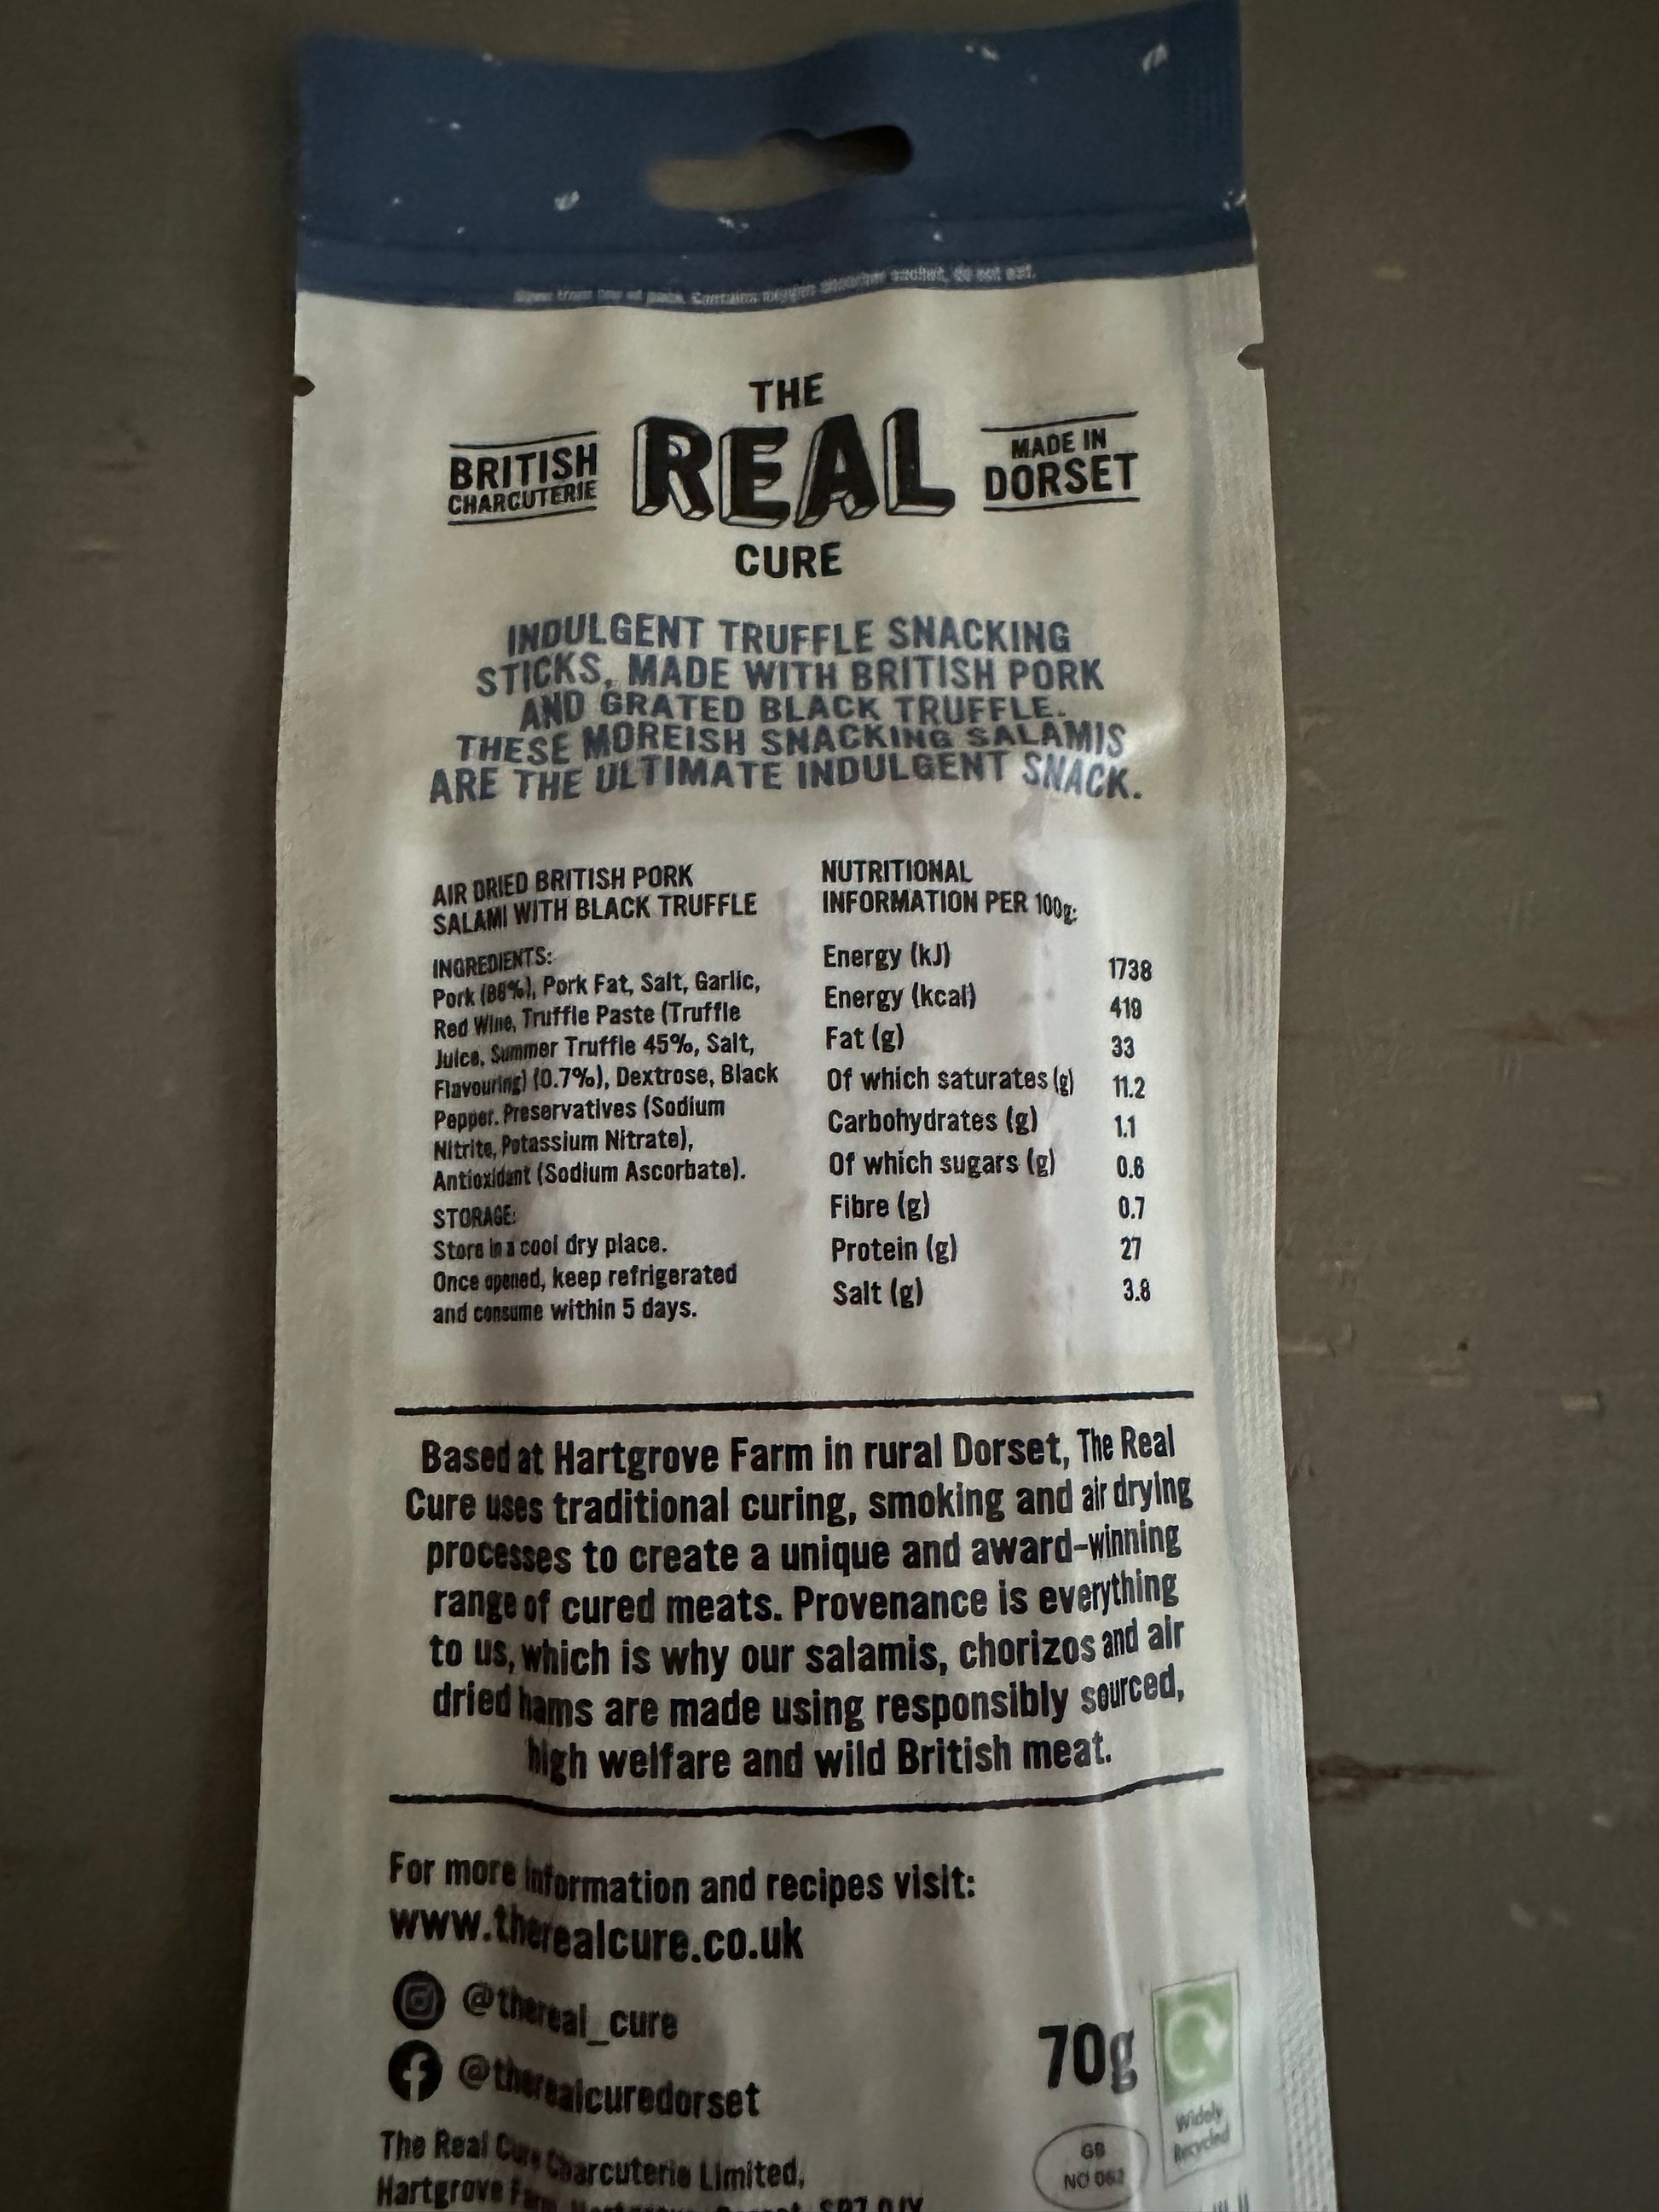 Contains oxygen absorber sachet, do not eat.
THE
BRITISH
CHARCUTERIE
REAL
MADE IN
DORSET
CURE
INDULGENT TRUFFLE SNACKING
STICKS, MADE WITH BRITISH PORK
AND GRATED BLACK TRUFFLE.
THESE MOREISH SNACKING SALAMIS
ARE THE ULTIMATE INDULGENT SNACK.
AIR DRIED BRITISH PORK
SALAMI WITH BLACK TRUFFLE
INGREDIENTS:
Pork (88%), Pork Fat, Salt, Garlic,
Red Wine, Truffle Paste (Truffle
Juice, Summer Truffle 45%, Salt,
Flavouring) (0.7%), Dextrose, Black
Pepper, Preservatives (Sodium
Nitrite, Potassium Nitrate),
Antioxidant (Sodium Ascorbate).
STORAGE:
Store in a cool dry place.
Once opened, keep refrigerated
and consume within 5 days.
NUTRITIONAL
INFORMATION PER 100g:
Energy (kJ) 1738
Energy (kcal) 419
Fat (g) 33
Of which saturates (g) 11.2
Carbohydrates (g) 1.1
Of which sugars (g) 0.6
Fibre (g) 0.7
Protein (g) 27
Salt (g) 3.8
Based at Hartgrove Farm in rural Dorset, The Real
Cure uses traditional curing, smoking and air drying
processes to create a unique and award-winning
range of cured meats. Provenance is everything
to us, which is why our salamis, chorizos and air
dried hams are made using responsibly sourced,
high welfare and wild British meat.
For more information and recipes visit:
www.therealcure.co.uk
@thereal_cure
@therealcuredorset
70g
Widely
Recycled
The Real Cure Charcuterie Limited,
Hartgrove Farm,
GB
NO 062